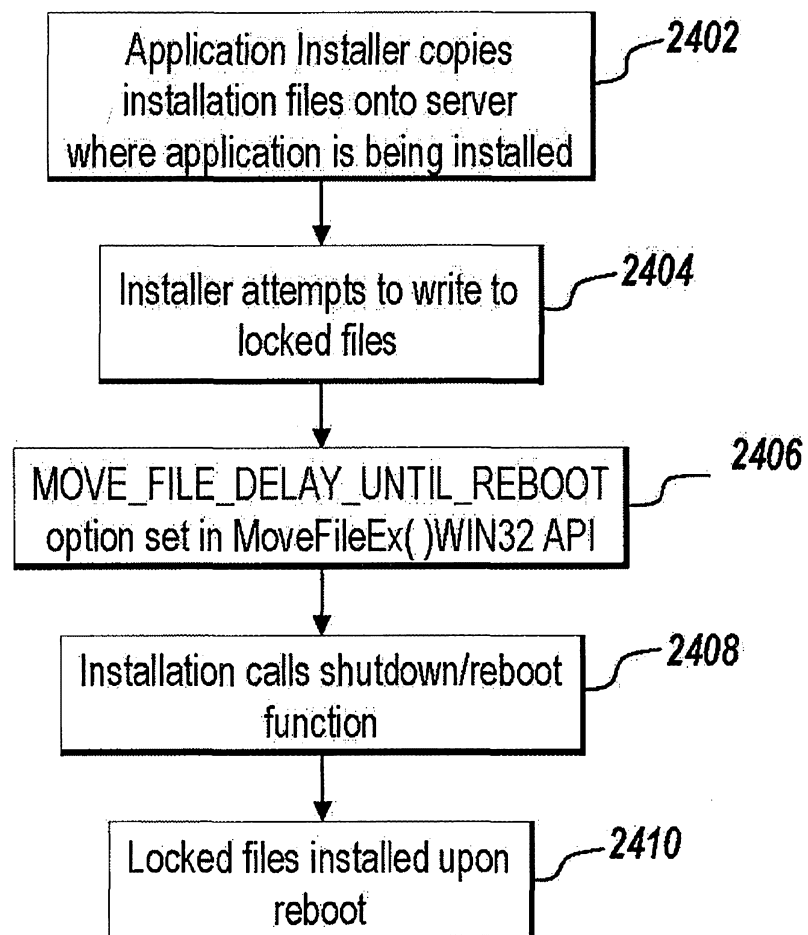 Application Installer copies
installation files onto server
where application is being installed
2402
Installer attempts to write to
locked files
2404
MOVE_FILE_DELAY_UNTIL_REBOOT
option set in MoveFileEx( )WIN32 API
2406
Installation calls shutdown/reboot
function
2408
Locked files installed upon
reboot
2410